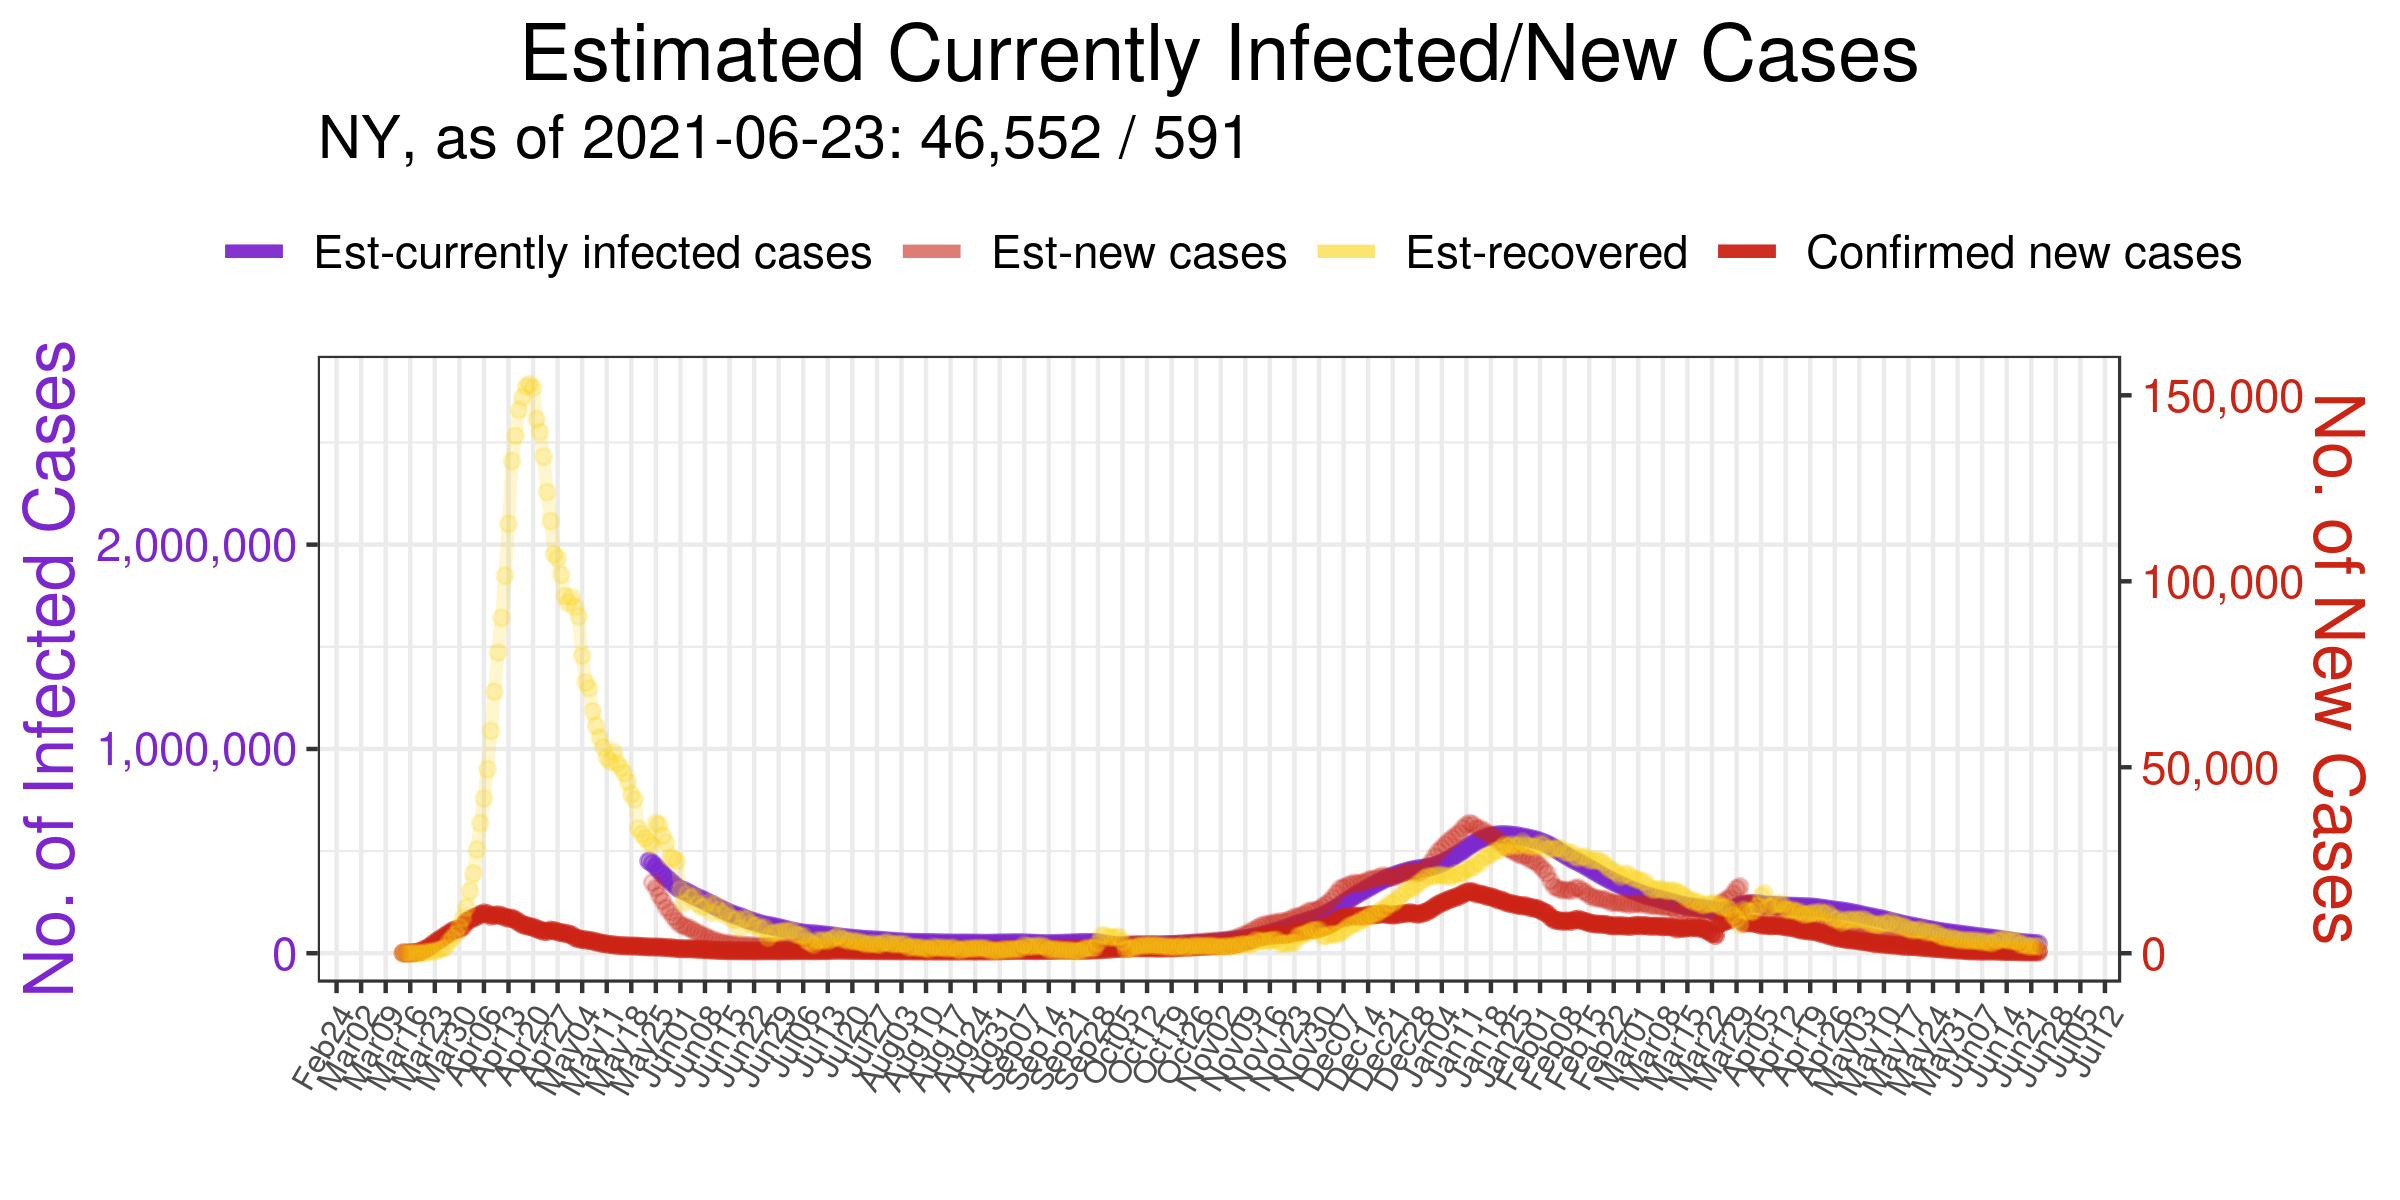 Estimated Currently Infected/New Cases
NY, as of 2021-06-23: 46,552 / 591
Est-currently infected cases Est-new cases Est-recovered Confirmed new cases
No. of Infected Cases
2,000,000
1,000,000
0
150,000
100,000
50,000
0
No. of New Cases
Feb24
Mar02
Mar09
Mar16
Mar23
Mar30
Apr06
Apr13
Apr20
Apr27
May04
May11
May18
May25
Jun01
Jun08
Jun15
Jun22
Jun29
Jul06
Jul13
Jul20
Jul27
Aug03
Aug10
Aug17
Aug24
Aug31
Sep07
Sep14
Sep21
Sep28
Oct05
Oct12
Oct19
Oct26
Nov02
Nov09
Nov16
Nov23
Nov30
Dec07
Dec14
Dec21
Dec28
Jan04
Jan11
Jan18
Jan25
Feb01
Feb08
Feb15
Feb22
Mar01
Mar08
Mar15
Mar22
Mar29
Apr05
Apr12
Apr19
Apr26
May03
May10
May17
May24
May31
Jun07
Jun14
Jun21
Jun28
Jul05
Jul12